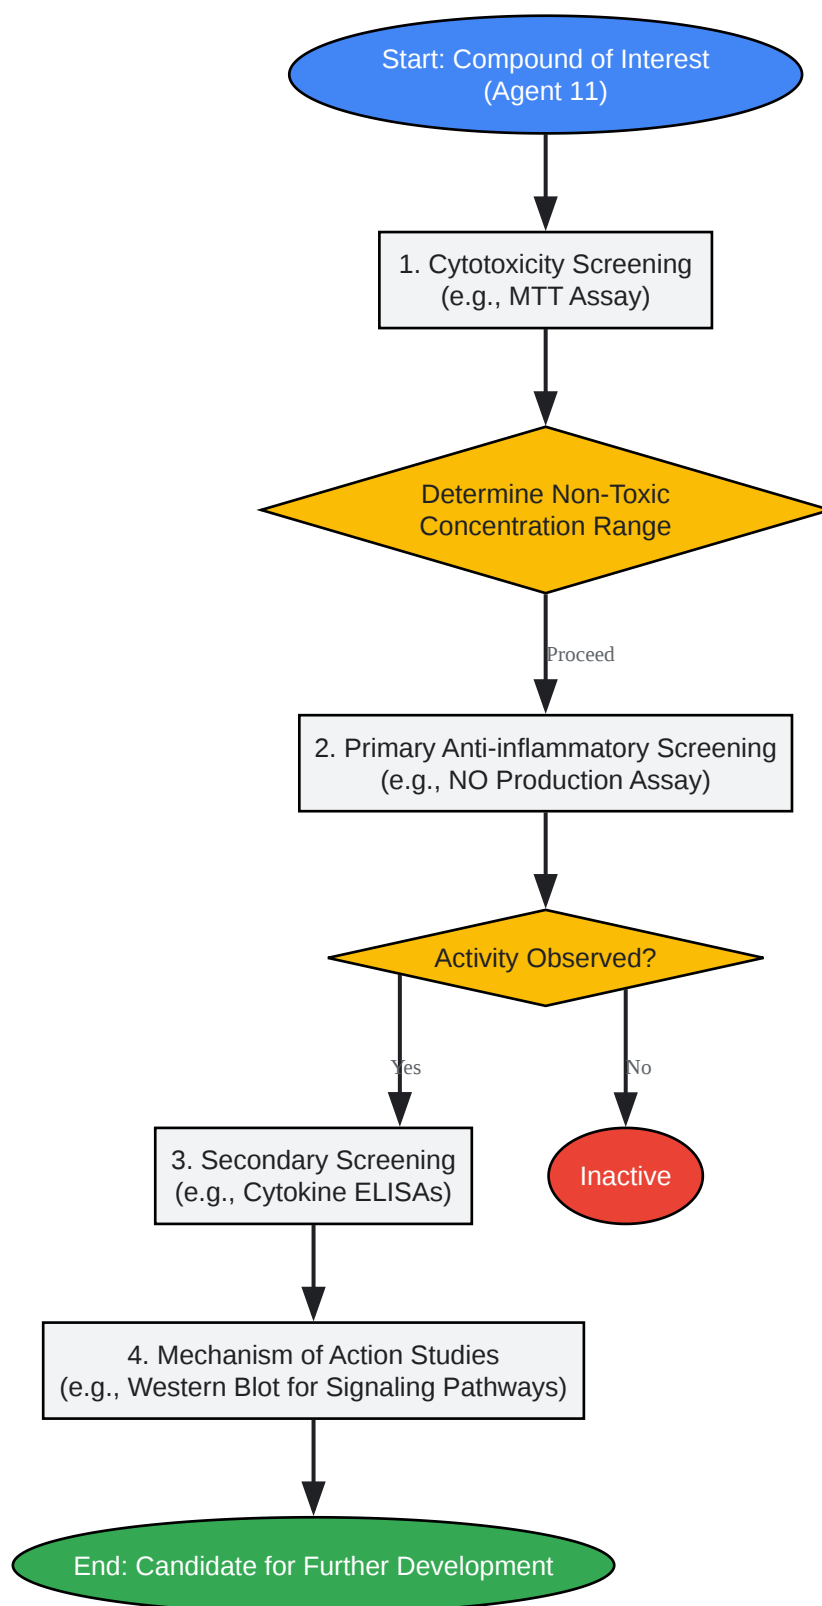 Start: Compound of Interest
(Agent 11)
1. Cytotoxicity Screening
(e.g., MTT Assay)
Determine Non-Toxic
Concentration Range
Proceed
2. Primary Anti-inflammatory Screening
(e.g., NO Production Assay)
Activity Observed?
Yes
No
3. Secondary Screening
(e.g., Cytokine ELISAs)
Inactive
4. Mechanism of Action Studies
(e.g., Western Blot for Signaling Pathways)
End: Candidate for Further Development